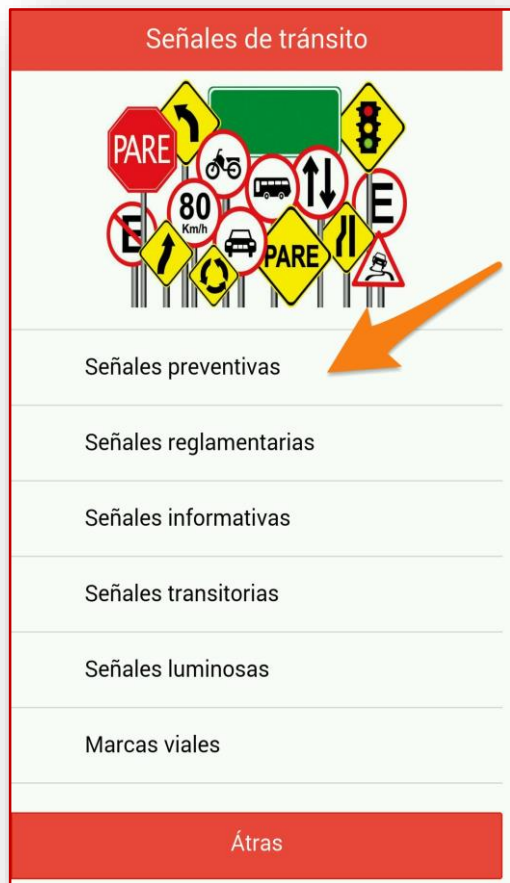 Señales de tránsito
PARE
80
Km/h
E
E
PARE
Señales preventivas
Señales reglamentarias
Señales informativas
Señales transitorias
Señales luminosas
Marcas viales
Átras